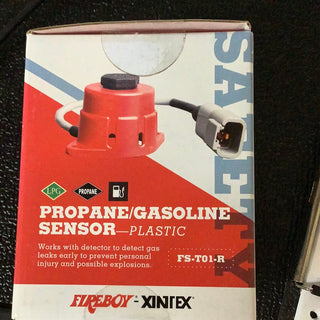 SAFETY
LPG
PROPANE
PROPANE/GASOLINE
SENSOR—PLASTIC
Works with detector to detect gas
leaks early to prevent personal
injury and possible explosions.
FS-T01-R
FIREBOY - XINTEX